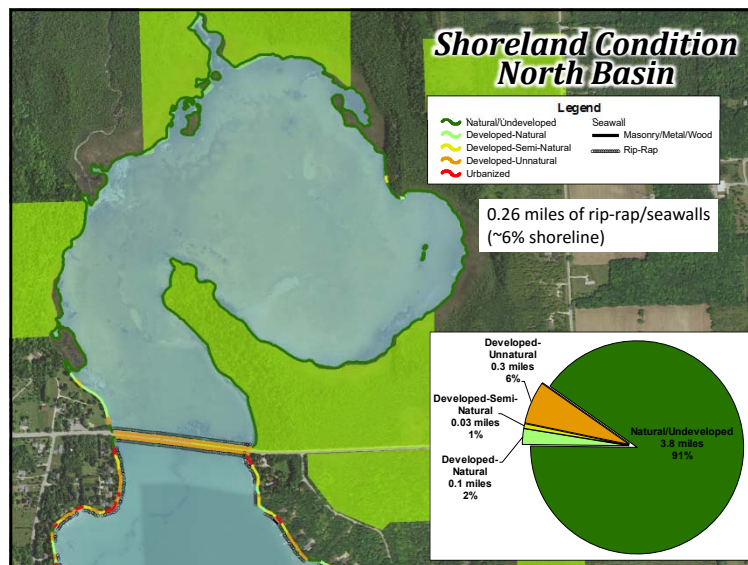 Shoreland Condition
North Basin
Legend
Natural/Undeveloped
Developed-Natural
Developed-Semi-Natural
Developed-Unnatural
Urbanized
Seawall
Masonry/Metal/Wood
Rip-Rap
0.26 miles of rip-rap/seawalls
(~6% shoreline)
Developed-
Unnatural
0.3 miles
6%
Developed-Semi-
Natural
0.03 miles
1%
Developed-
Natural
0.1 miles
2%
Natural/Undeveloped
3.8 miles
91%